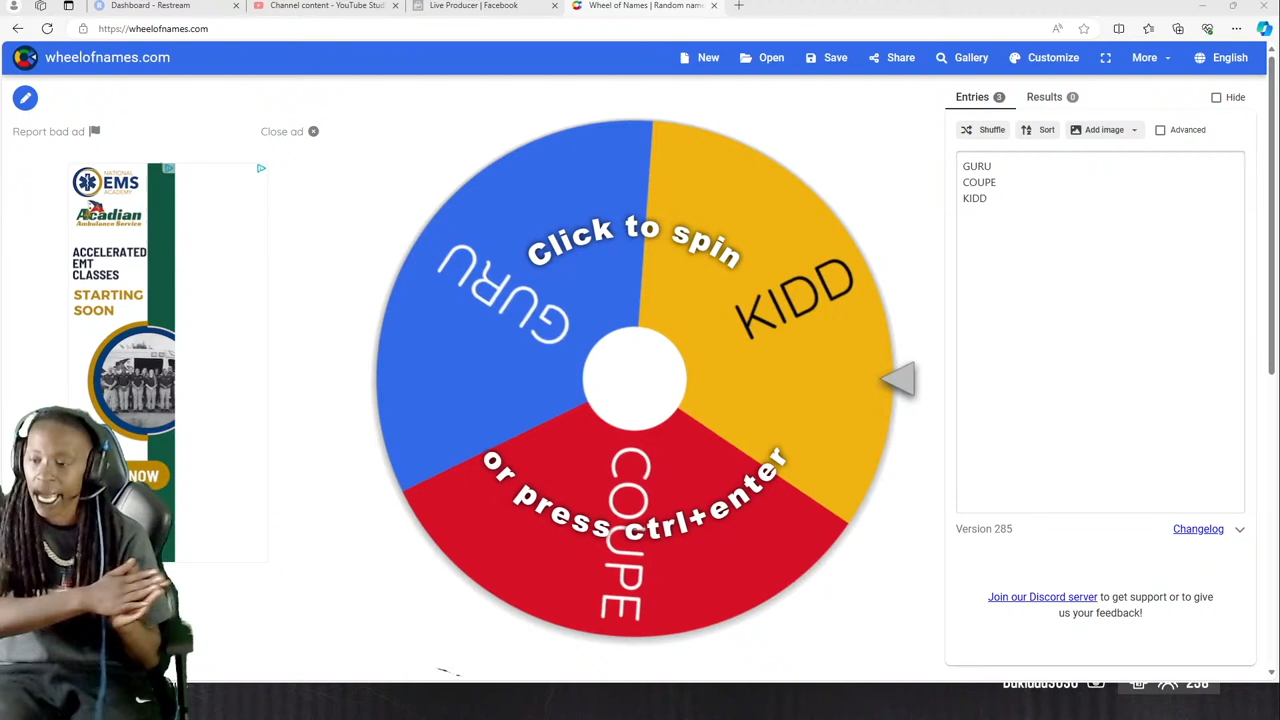 Dashboard - Restream
Channel content - YouTube Stud
Live Producer | Facebook
Wheel of Names | Random name
https://wheelofnames.com
wheelofnames.com
New
Open
Save
Share
Gallery
Customize
More
English
Report bad ad
Close ad
NATIONAL
EMS
ACADEMY
Acadian
Ambulance Service
ACCELERATED
EMT
CLASSES
STARTING
SOON
NOW
Click to spin
or press ctrl+enter
GURU
KIDD
COUPE
Entries 3
Results 0
Hide
Shuffle
Sort
Add image
Advanced
GURU
COUPE
KIDD
Version 285
Changelog
Join our Discord server to get support or to give
us your feedback!